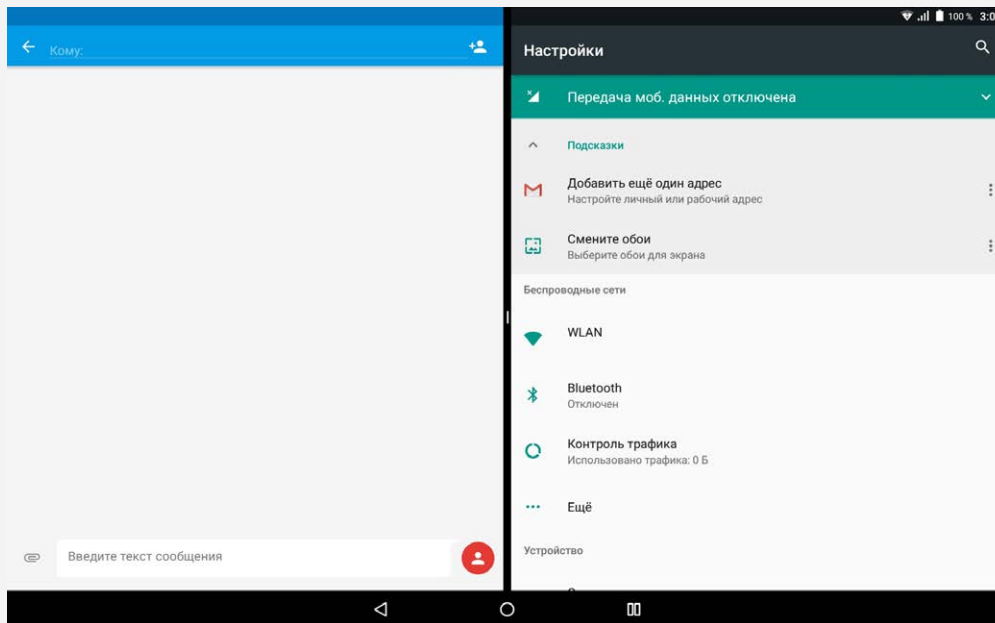 Кому:
Введите текст сообщения
100 % 3:0
Настройки
Передача моб. данных отключена
Подсказки
Добавить ещё один адрес
Настройте личный или рабочий адрес
Смените обои
Выберите обои для экрана
Беспроводные сети
WLAN
Bluetooth
Отключен
Контроль трафика
Использовано трафика: 0 Б
Ещё
Устройство